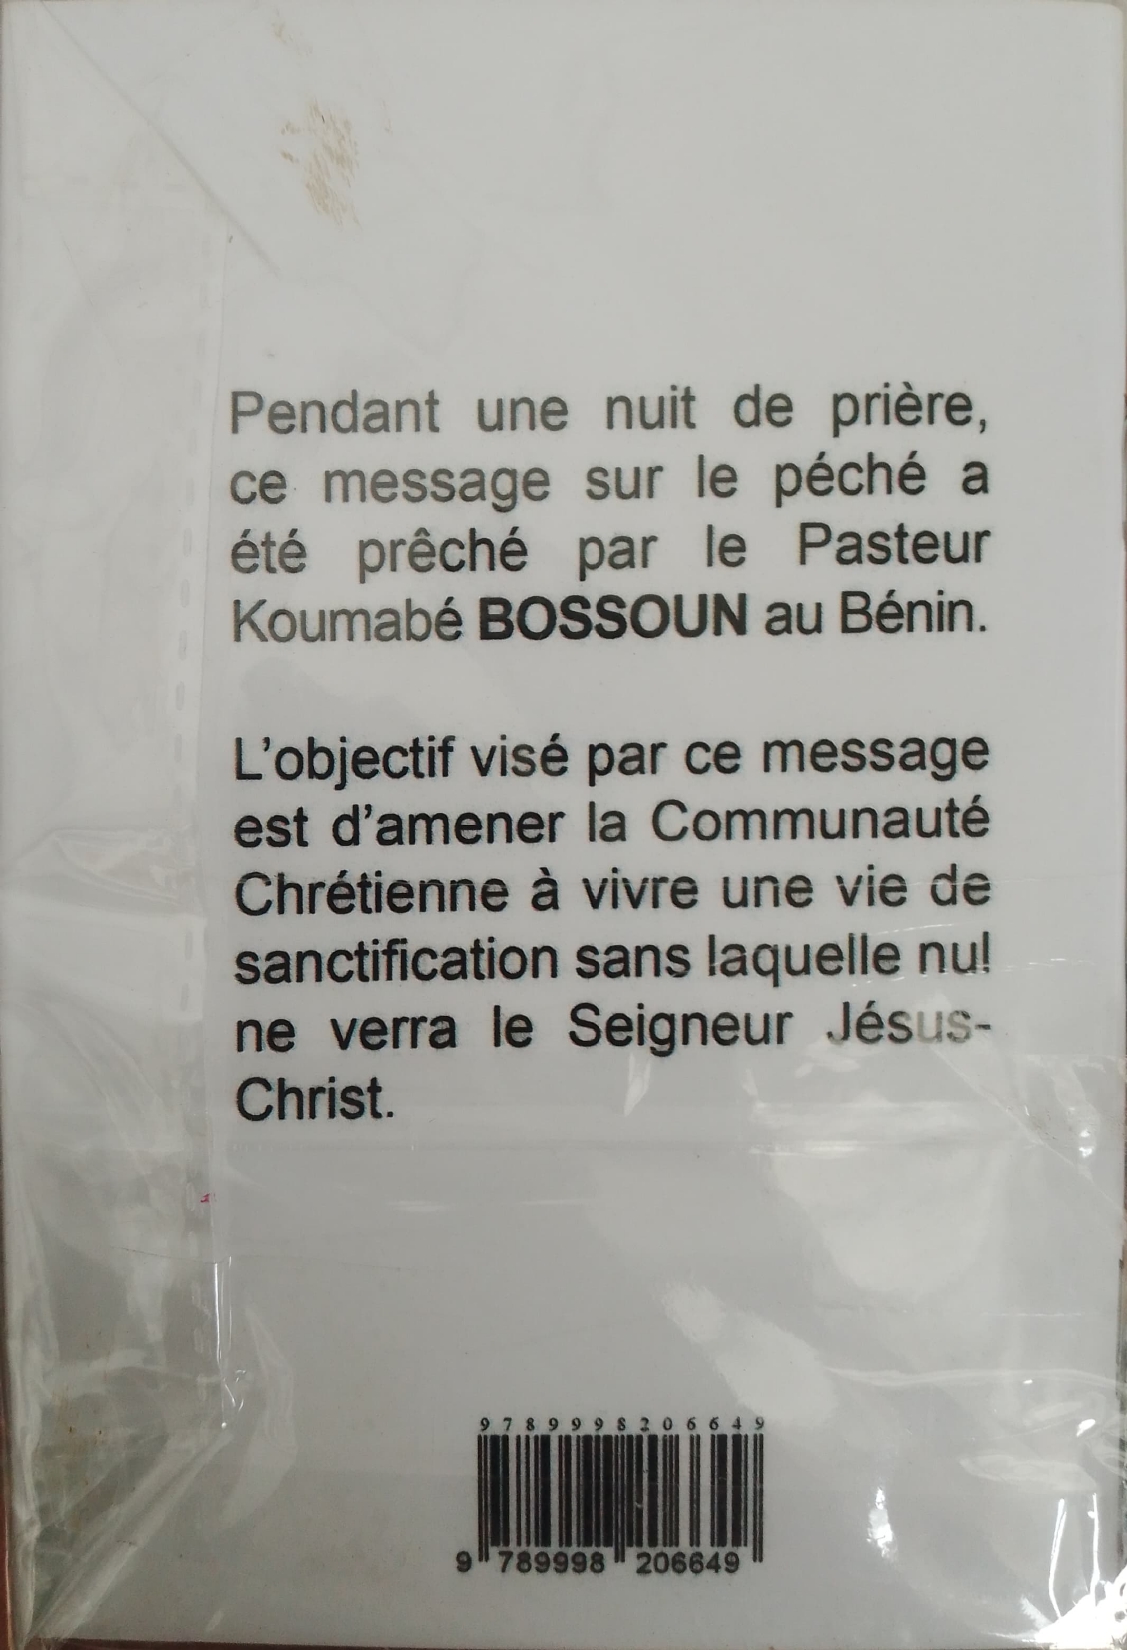 Pendant une nuit de prière,
ce message sur le péché a
été prêché par le Pasteur
Koumabé BOSSOUN au Bénin.
L'objectif visé par ce message
est d'amener la Communauté
Chrétienne à vivre une vie de
sanctification sans laquelle nul
ne verra le Seigneur Jésus-
Christ.
9789998206649
9 789998 206649